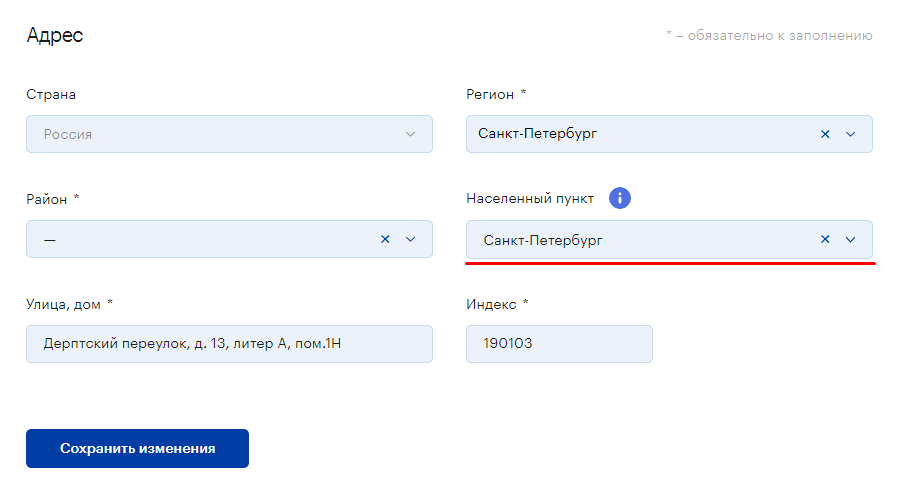 Адрес
* – обязательно к заполнению
Страна
Регион *
Россия
Санкт-Петербург
Район *
Населенный пункт
—
Санкт-Петербург
Улица, дом *
Индекс *
Дерптский переулок, д. 13, литер А, пом.1Н
190103
Сохранить изменения